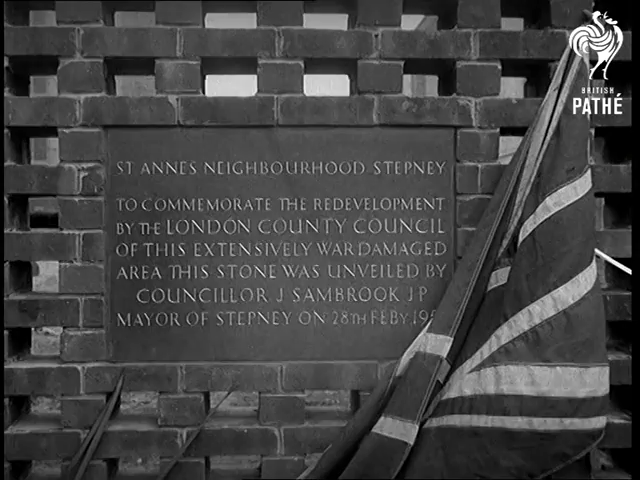 BRITISH
PATHÉ
ST ANNES NEIGHBOURHOOD STEPNEY
TO COMMEMORATE THE REDEVELOPMENT
BY THE LONDON COUNTY COUNCIL
OF THIS EXTENSIVELY WAR DAMAGED
AREA THIS STONE WAS UNVEILED BY
COUNCILLOR J SAMBROOK J P
MAYOR OF STEPNEY ON 28TH FEBY